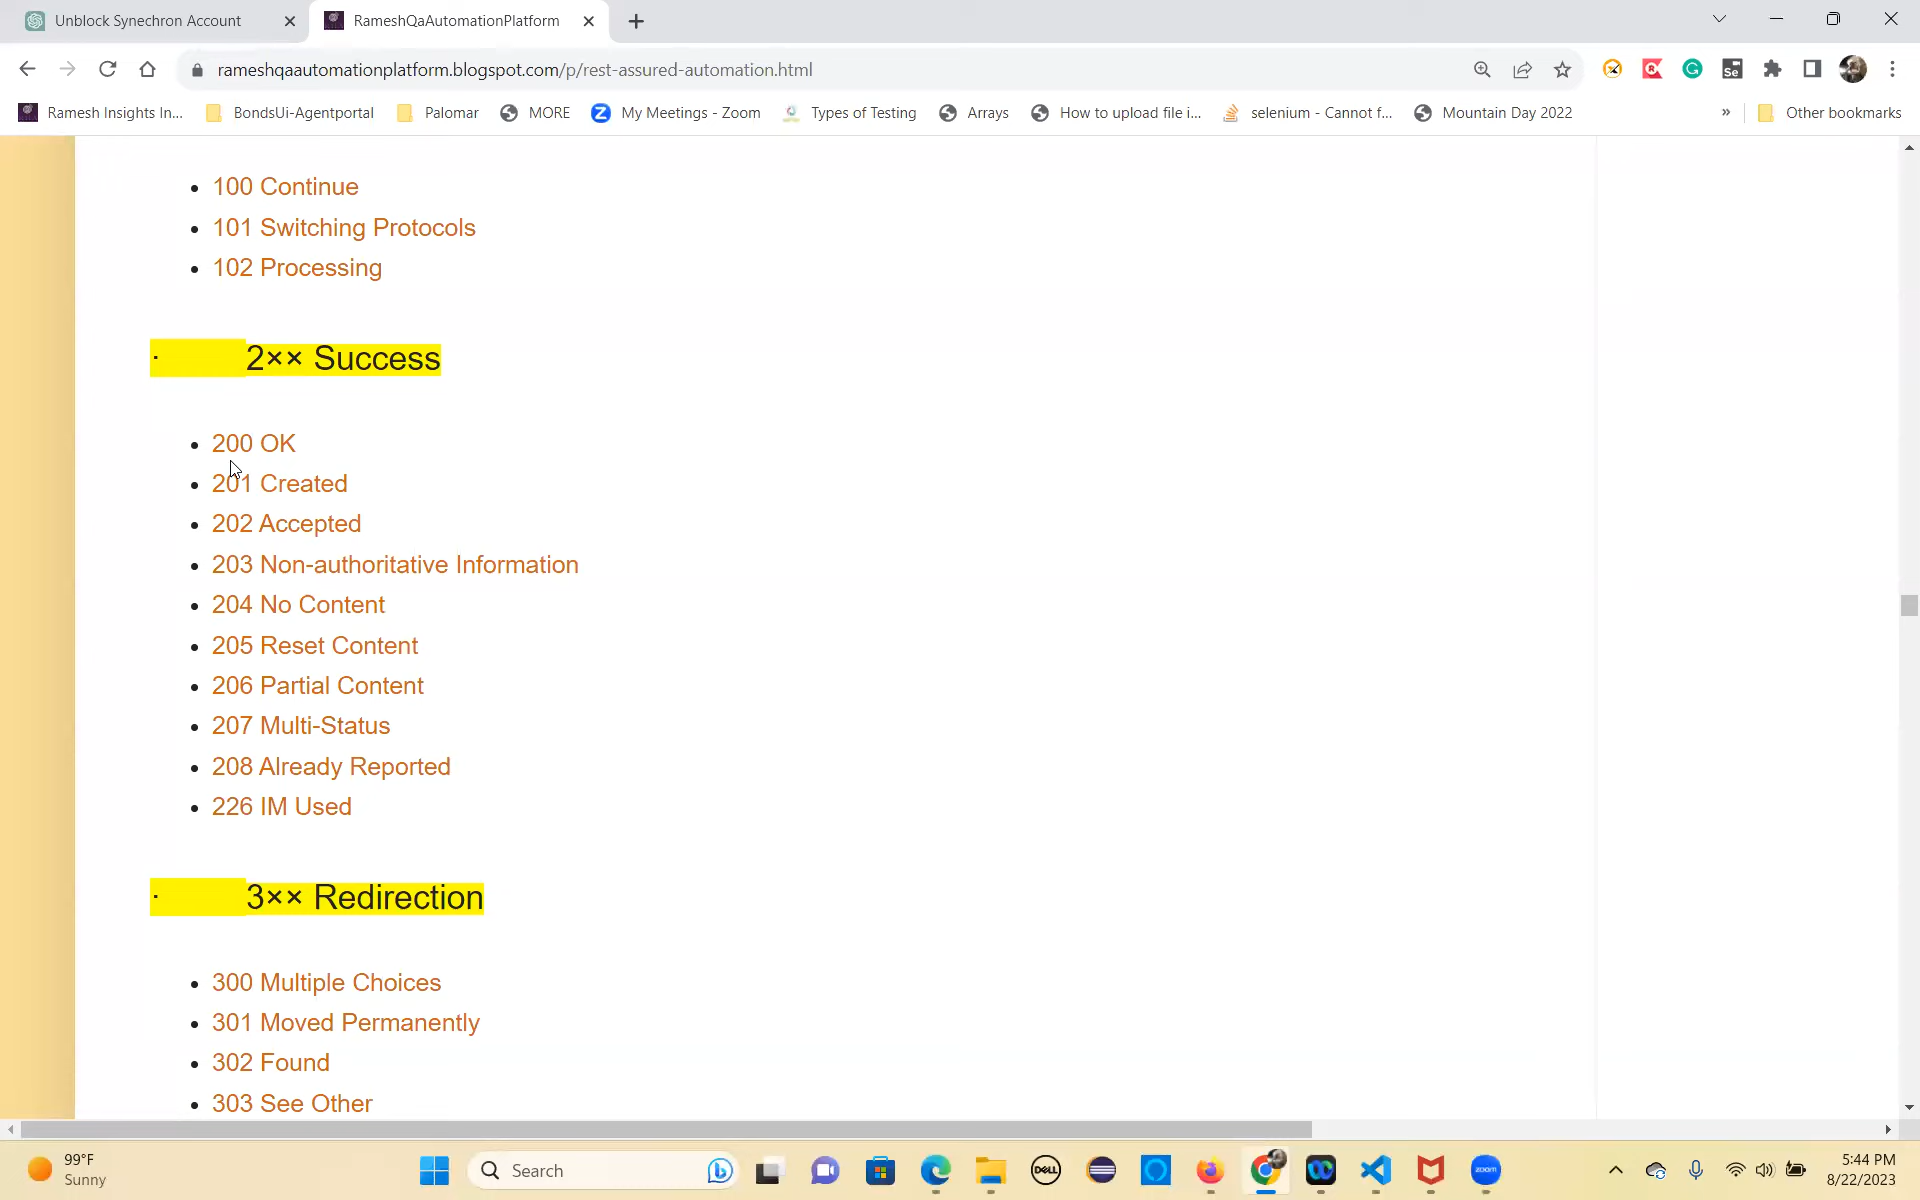 Unblock Synechron Account
RameshQaAutomationPlatform
rameshqaautomationplatform.blogspot.com/p/rest-assured-automation.html
Ramesh Insights In...
BondsUi-Agentportal
Palomar
MORE
My Meetings - Zoom
Types of Testing
Arrays
How to upload file i...
selenium - Cannot f...
Mountain Day 2022
»
Other bookmarks
• 100 Continue
• 101 Switching Protocols
• 102 Processing
· 2×× Success
• 200 OK
• 201 Created
• 202 Accepted
• 203 Non-authoritative Information
• 204 No Content
• 205 Reset Content
• 206 Partial Content
• 207 Multi-Status
• 208 Already Reported
• 226 IM Used
· 3×× Redirection
• 300 Multiple Choices
• 301 Moved Permanently
• 302 Found
• 303 See Other
99°F
Sunny
Search
DELL
zoom
5:44 PM
8/22/2023